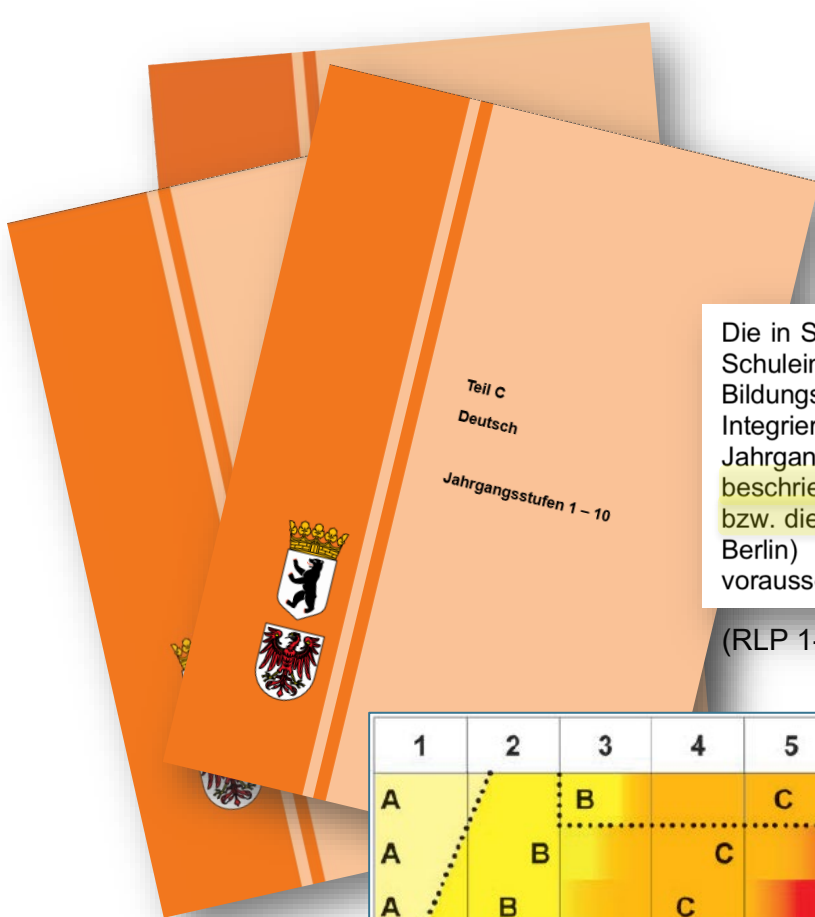 Teil C
Deutsch
Jahrgangsstufen 1 – 10
Die in S
Schulein
Bildungs
Integrier
Jahrgan
beschrie
bzw. die
Berlin)
vorauss
(RLP 1-
1 2 3 4 5
A B C
A B C
A B C